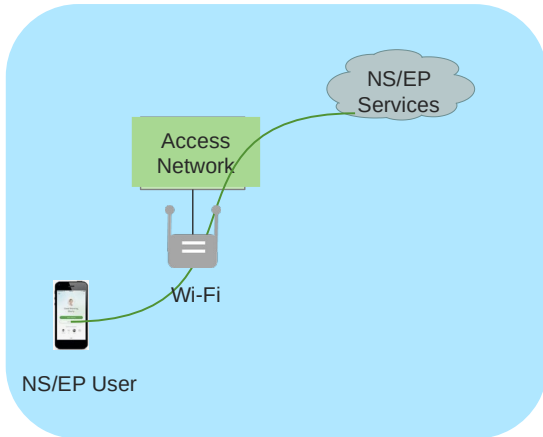 NS/EP
Services
Access
Network
Wi-Fi
NS/EP User